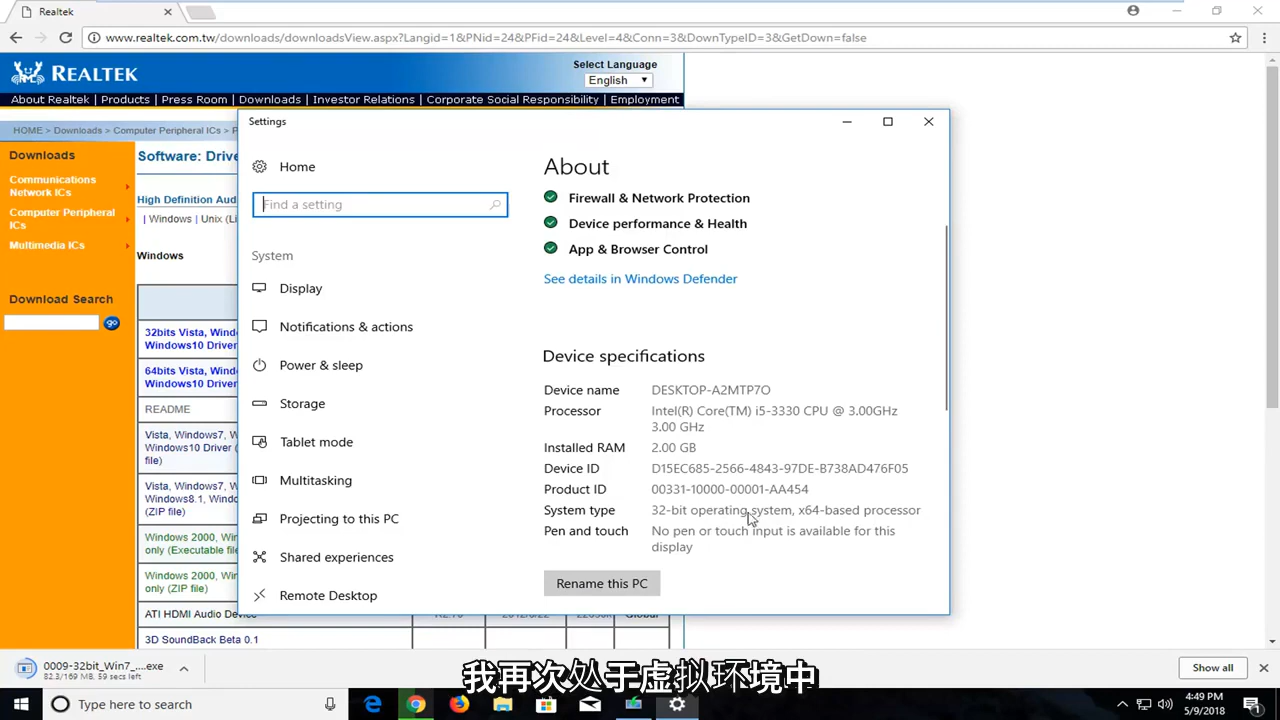 Realtek
www.realtek.com.tw/downloads/downloadsView.aspx?Langid=1&PNid=24&PFid=24&Level=4&Conn=3&DownTypeID=3&GetDown=false
REALTEK
Select Language
English
About Realtek | Products | Press Room | Downloads | Investor Relations | Corporate Social Responsibility | Employment
HOME > Downloads > Computer Peripheral ICs > P
Downloads
Communications
Network ICs
Computer Peripheral
ICs
Multimedia ICs
Download Search
go
Software: Drive
High Definition Aud
| Windows | Unix (Li
Windows
32bits Vista, Wind
Windows10 Driver
64bits Vista, Wind
Windows10 Driver
README
Vista, Windows7,
Windows10 Driver (
file)
Vista, Windows7,
Windows8.1, Windo
file)
Windows 2000,
only (Executable fi
Windows 2000,
only (ZIP file)
ATI HDMI Audio Device
3D SoundBack Beta 0.1
Settings
Home
Find a setting
System
Display
Notifications & actions
Power & sleep
Storage
Tablet mode
Multitasking
Projecting to this PC
Shared experiences
Remote Desktop
About
Firewall & Network Protection
Device performance & Health
App & Browser Control
See details in Windows Defender
Device specifications
Device name DESKTOP-A2MTP7O
Processor Intel(R) Core(TM) i5-3330 CPU @ 3.00GHz
3.00 GHz
Installed RAM 2.00 GB
Device ID D15EC685-2566-4843-97DE-B738AD476F05
Product ID 00331-10000-00001-AA454
System type 32-bit operating system, x64-based processor
Pen and touch No pen or touch input is available for this
display
Rename this PC
0009-32bit_Win7_....exe
82.3/169 MB, 59 secs left
Show all
我再次处于虚拟环境中
Type here to search
4:49 PM
5/9/2018